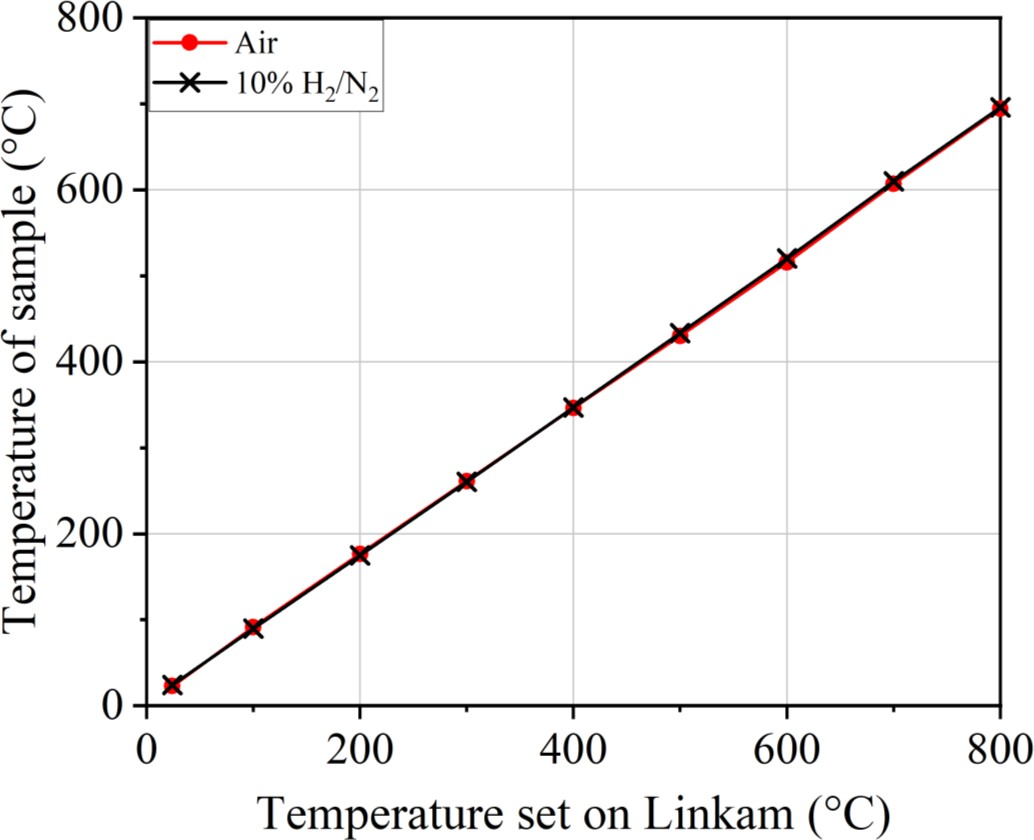 Air
10% H₂/N₂
Temperature of sample (°C)
800
600
400
200
0
0 200 400 600 800
Temperature set on Linkam (°C)